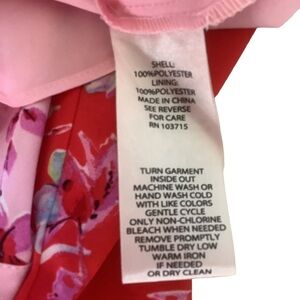 SHELL:
100%POLYESTER
LINING:
100%POLYESTER
MADE IN CHINA
SEE REVERSE
FOR CARE
RN 103715
TURN GARMENT
INSIDE OUT
MACHINE WASH OR
HAND WASH COLD
WITH LIKE COLORS
GENTLE CYCLE
ONLY NON-CHLORINE
BLEACH WHEN NEEDED
REMOVE PROMPTLY
TUMBLE DRY LOW
WARM IRON
IF NEEDED
OR DRY CLEAN